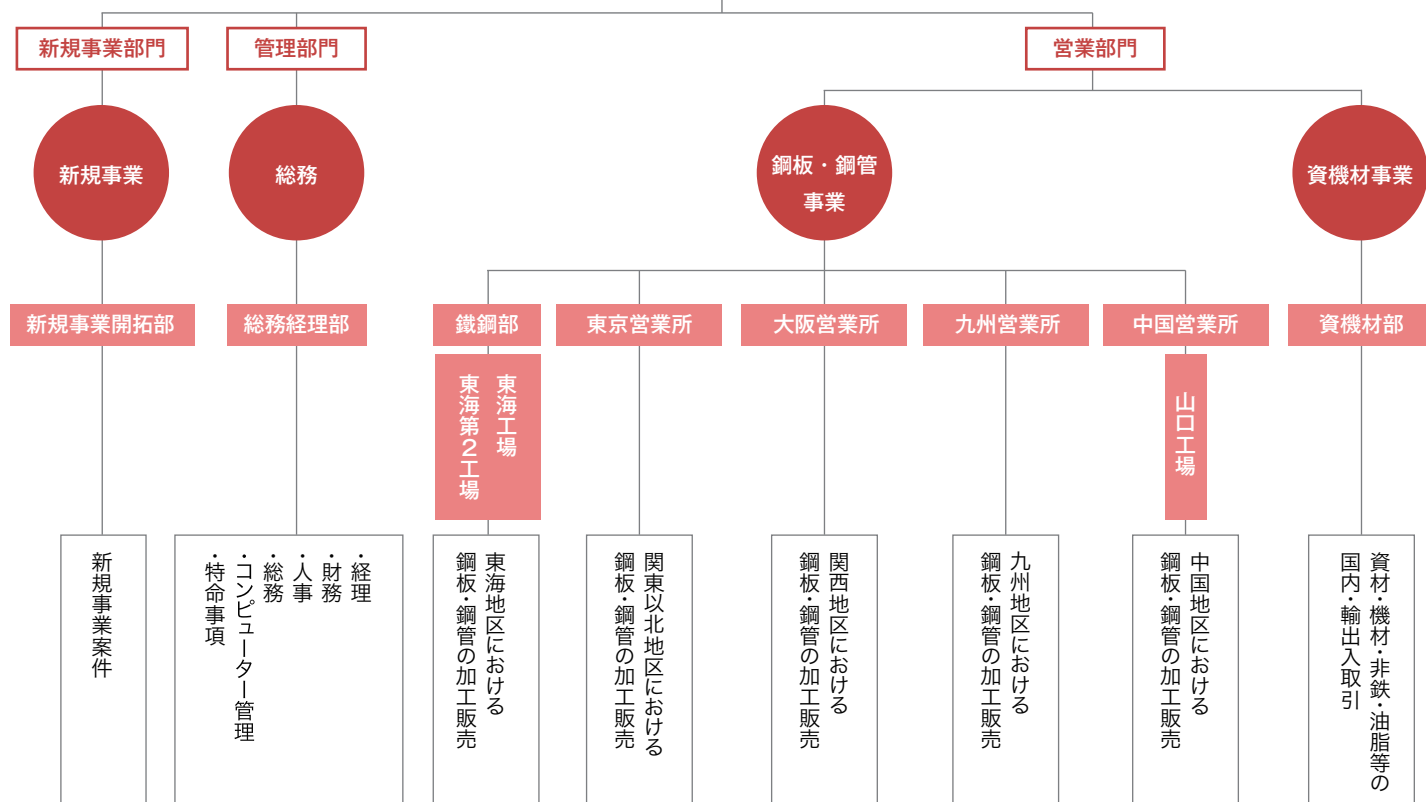 新規事業部門
管理部門
営業部門
新規事業
総務
鋼板・鋼管
事業
資機材事業
新規事業開拓部
総務経理部
鐵鋼部
東京営業所
大阪営業所
九州営業所
中国営業所
資機材部
東海工場
東海第2工場
山口工場
新規事業案件
・経理
・財務
・人事
・総務
・コンピューター管理
・特命事項
東海地区における
鋼板・鋼管の加工販売
関東以北地区における
鋼板・鋼管の加工販売
関西地区における
鋼板・鋼管の加工販売
九州地区における
鋼板・鋼管の加工販売
中国地区における
鋼板・鋼管の加工販売
資材・機材・非鉄・油脂等の
国内・輸出入取引